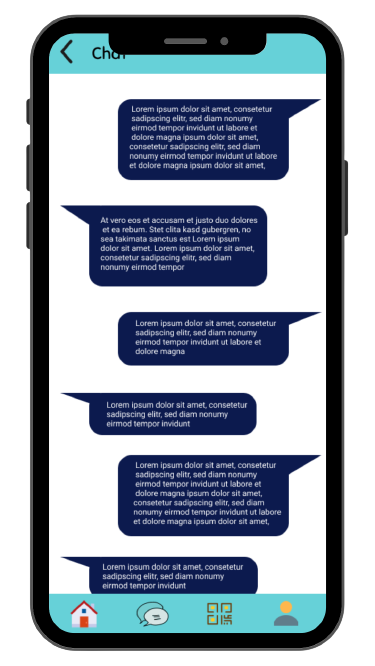 Chat
Lorem ipsum dolor sit amet, consetetur
sadipscing elitr, sed diam nonumy
eirmod tempor invidunt ut labore et
dolore magna ipsum dolor sit amet,
consetetur sadipscing elitr, sed diam
nonumy eirmod tempor invidunt ut labore
et dolore magna ipsum dolor sit amet,
At vero eos et accusam et justo duo dolores
et ea rebum. Stet clita kasd gubergren, no
sea takimata sanctus est Lorem ipsum
dolor sit amet. Lorem ipsum dolor sit amet,
consetetur sadipscing elitr, sed diam
nonumy eirmod tempor
Lorem ipsum dolor sit amet, consetetur
sadipscing elitr, sed diam nonumy
eirmod tempor invidunt ut labore et
dolore magna
Lorem ipsum dolor sit amet, consetetur
sadipscing elitr, sed diam nonumy
eirmod tempor invidunt
Lorem ipsum dolor sit amet, consetetur
sadipscing elitr, sed diam nonumy
eirmod tempor invidunt ut labore et
dolore magna ipsum dolor sit amet,
consetetur sadipscing elitr, sed diam
nonumy eirmod tempor invidunt ut labore
et dolore magna ipsum dolor sit amet,
Lorem ipsum dolor sit amet, consetetur
sadipscing elitr, sed diam nonumy
eirmod tempor invidunt